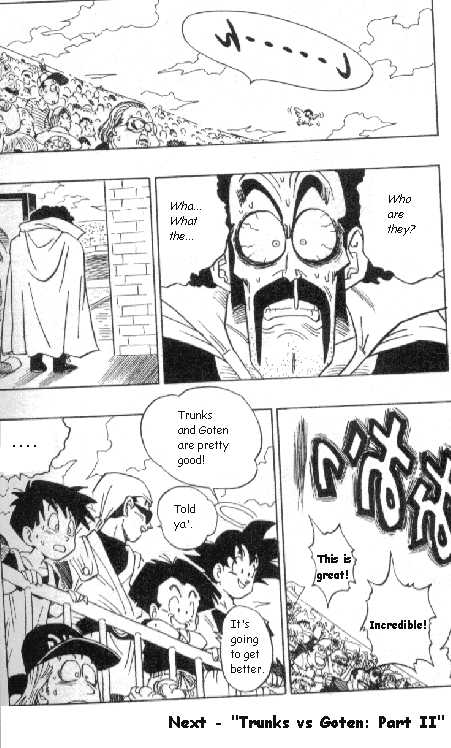 Wha...
What
the...
Who
are
they?
....
Trunks
and Goten
are pretty
good!
Told
ya'.
It's
going
to get
better.
This is
great!
Incredible!
Next - "Trunks vs Goten: Part II"